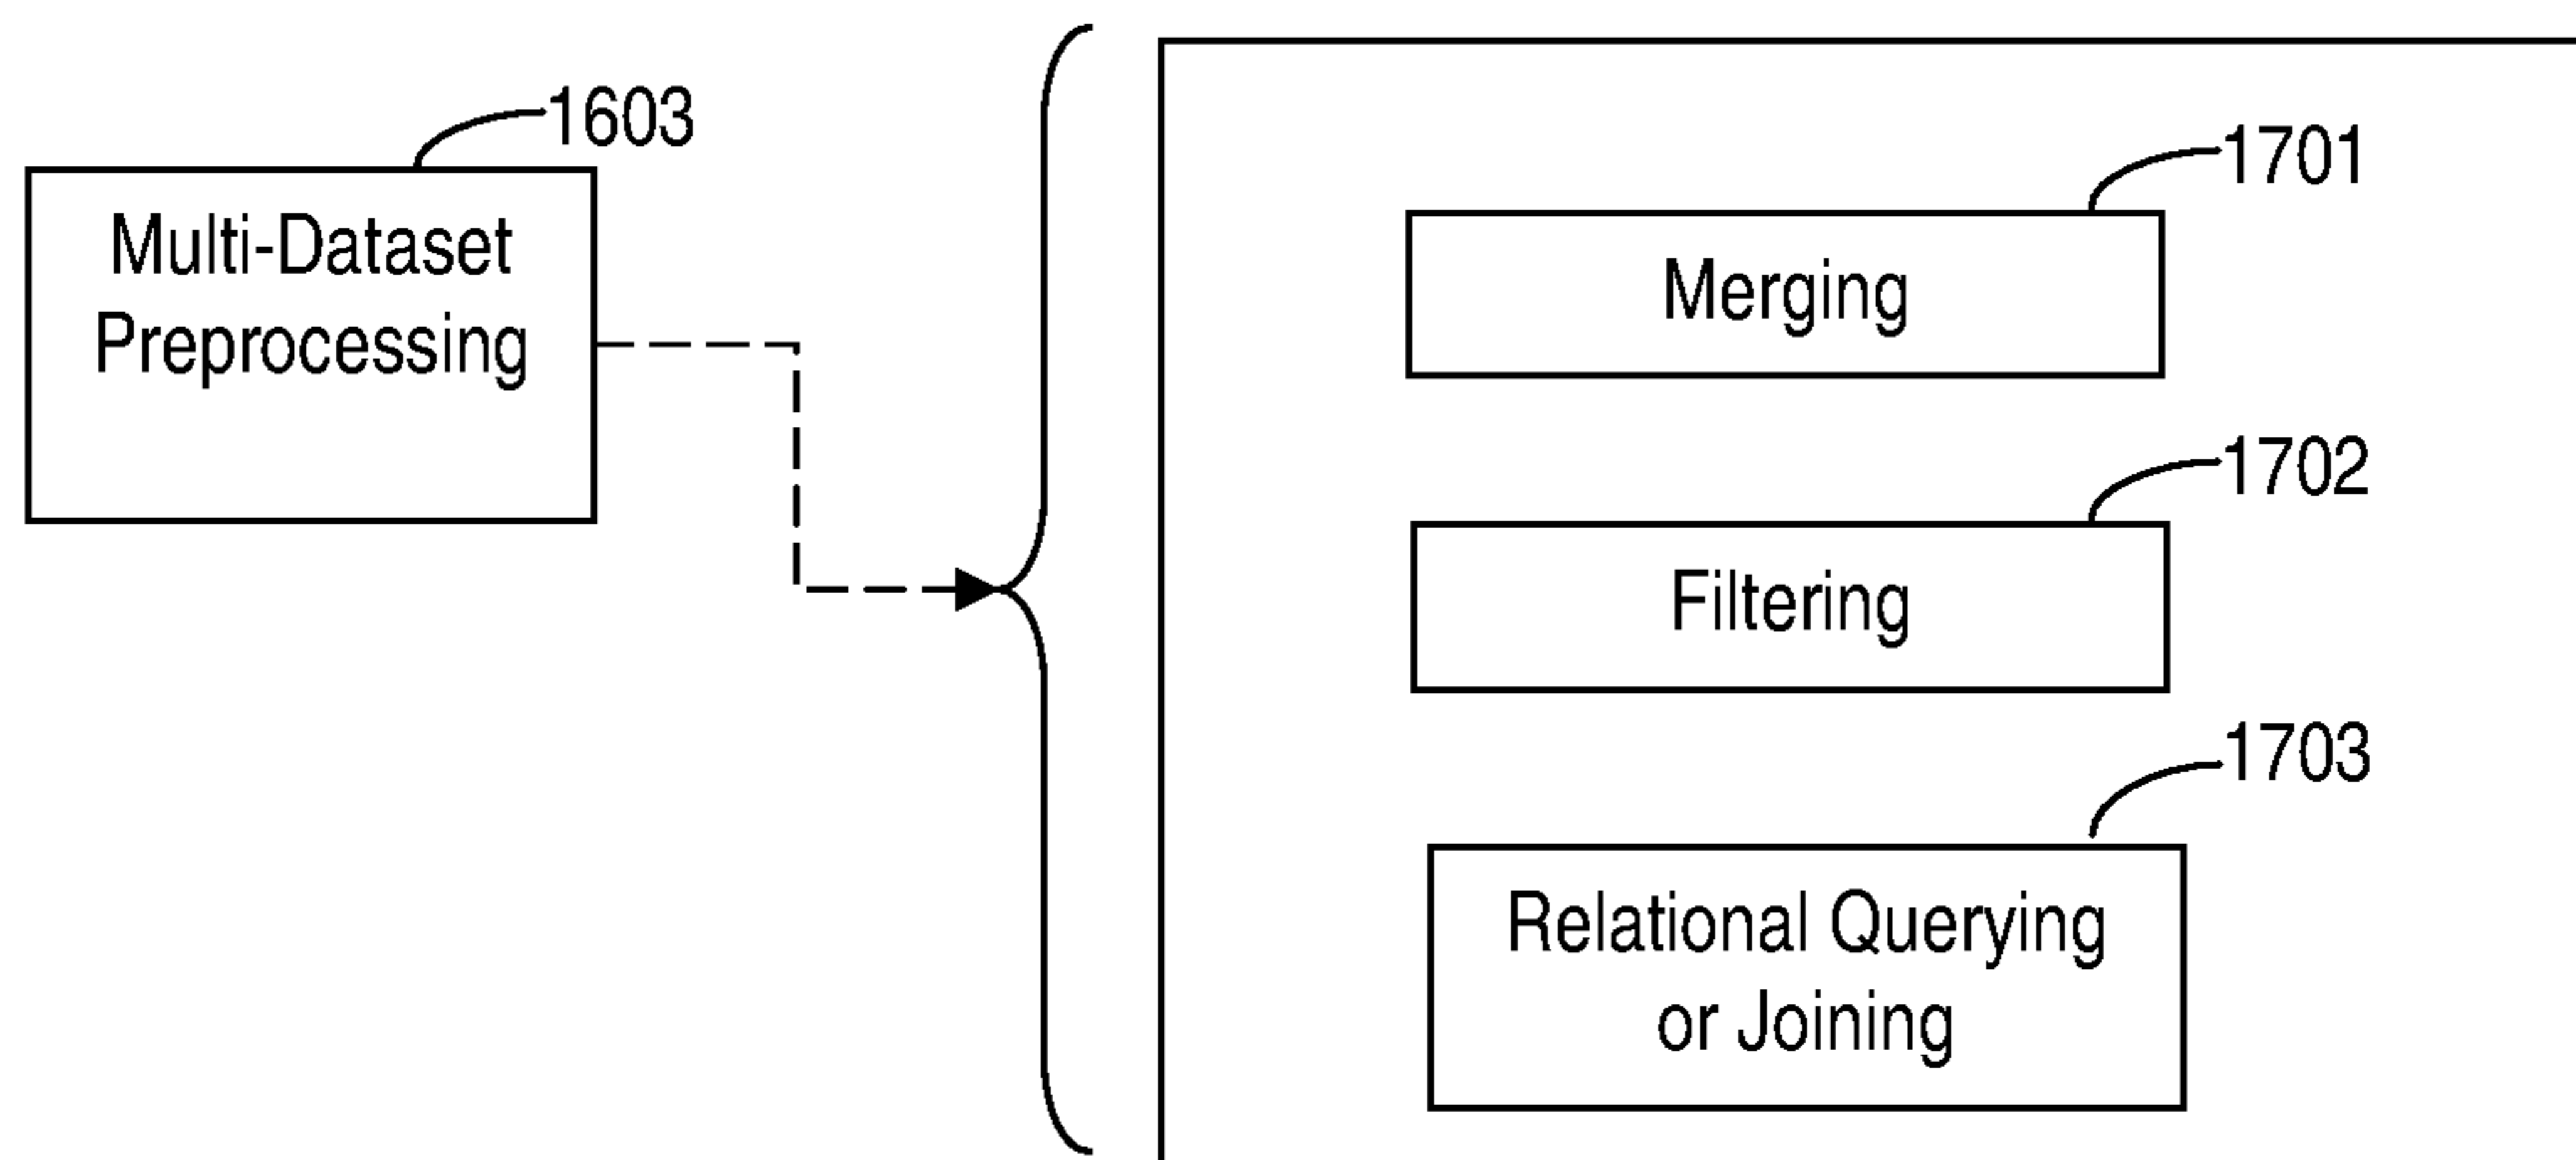 1603
Multi-Dataset
Preprocessing
1701
Merging
1702
Filtering
1703
Relational Querying
or Joining